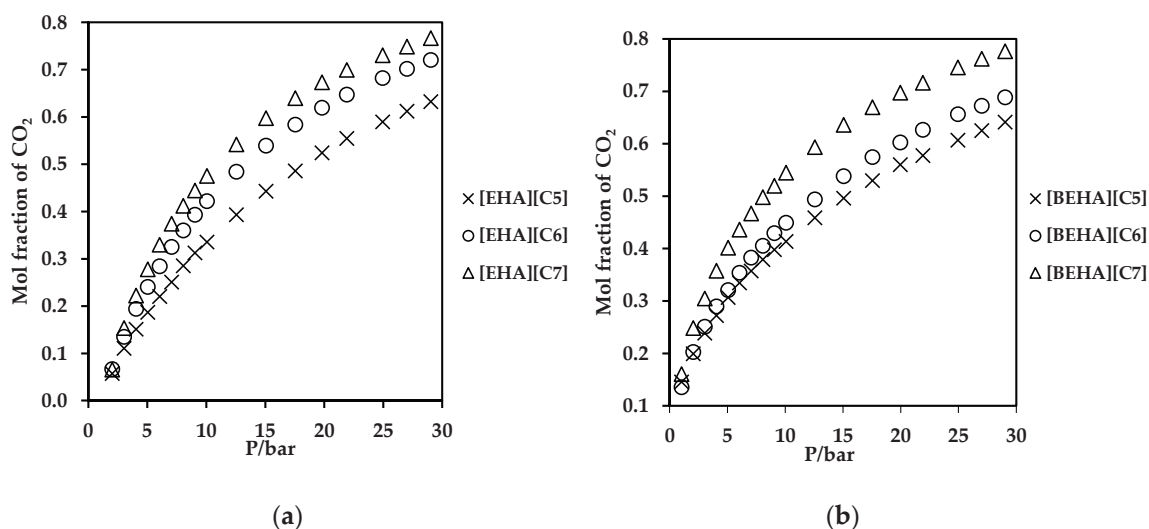 0.8
0.7
0.6
0.5
0.4
0.3
0.2
0.1
0.0
Mol fraction of CO₂
0 5 10 15 20 25 30
P/bar
[EHA][C5]
[EHA][C6]
[EHA][C7]
(a)
0.8
0.7
0.6
0.5
0.4
0.3
0.2
0.1
Mol fraction of CO₂
0 5 10 15 20 25 30
P/bar
[BEHA][C5]
[BEHA][C6]
[BEHA][C7]
(b)